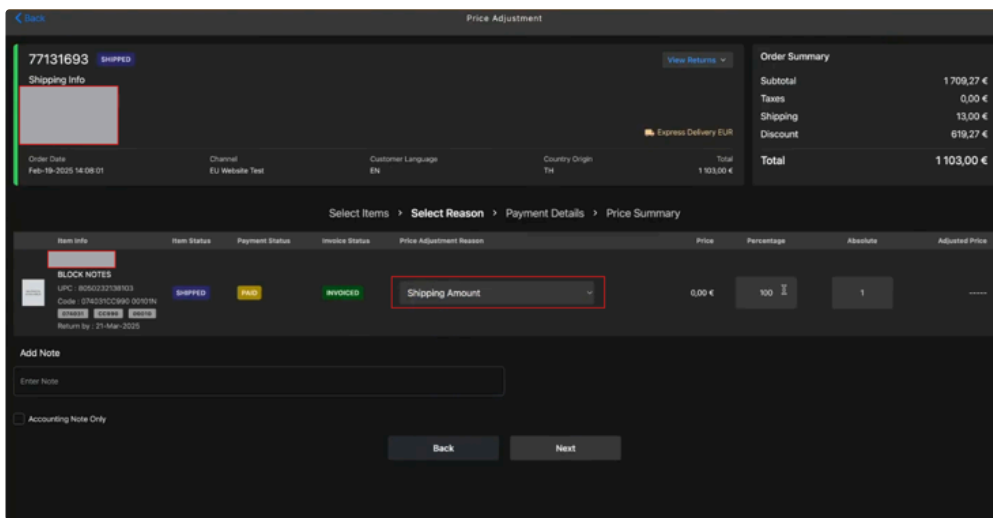 Back
Price Adjustment
77131693 SHIPPED
View Returns
Shipping Info
Express Delivery EUR
Order Date
Feb-19-2025 14:08:01
Channel
EU Website Test
Customer Language
EN
Country Origin
TH
Total
1 103,00 €
Order Summary
Subtotal 1 709,27 €
Taxes 0,00 €
Shipping 13,00 €
Discount 619,27 €
Total 1 103,00 €
Select Items > Select Reason > Payment Details > Price Summary
Item Info Item Status Payment Status Invoice Status Price Adjustment Reason Price Percentage Absolute Adjusted Price
BLOCK NOTES
UPC : 8050232138103
Code : 074031CC990 00101N
074031 CC990
Return by : 21-Mar-2025
SHIPPED PAID INVOICED Shipping Amount 0,00 € 100 1 -----
Add Note
Enter Note
Accounting Note Only
Back Next